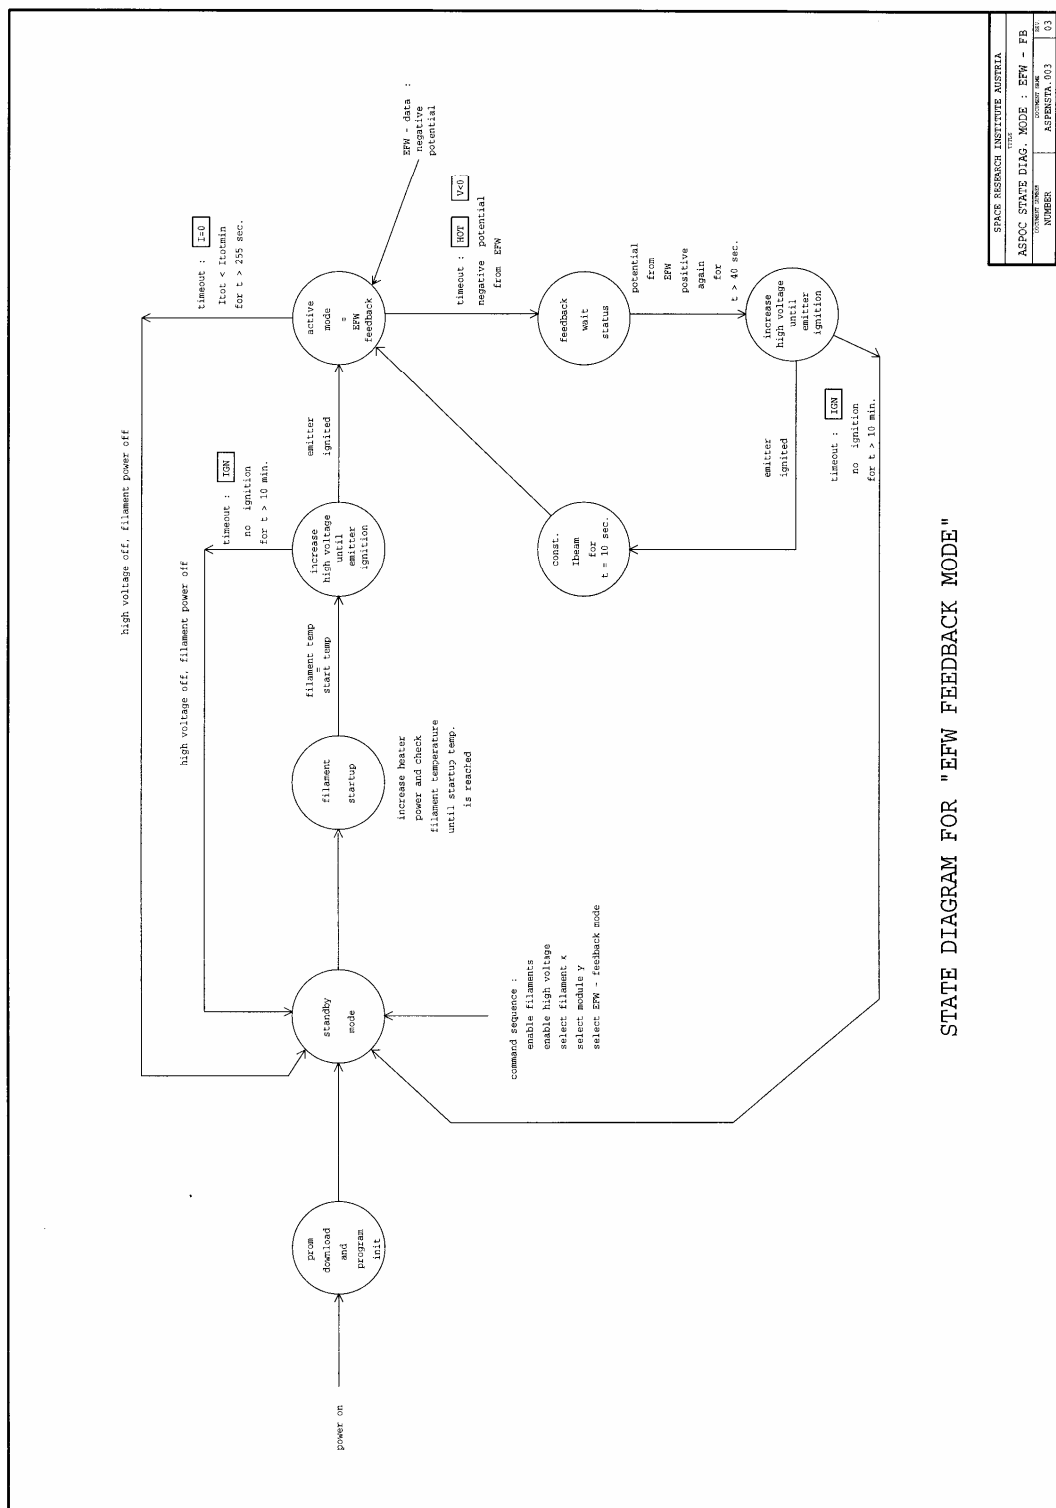 high voltage off, filament power off
high voltage off, filament power off
timeout : IGN
no ignition
for t > 10 min.
timeout : I=0
Itot < Itotmin
for t > 255 sec.
power on
prom
download
and
program
init
standby
mode
filament
startup
filament temp
=
start temp
increase
high voltage
until
emitter
ignition
emitter
ignited
active
mode
=
EFW
feedback
EFW - data :
negative
potential
increase heater
power and check
filament temperature
until startup temp.
is reached
timeout : HOT V<0
negative potential
from EFW
command sequence :
enable filaments
enable high voltage
select filament x
select module y
select EFW - feedback mode
const.
Ibeam
for
t = 10 sec.
feedback
wait
status
potential
from
EFW
positive
again
for
t > 40 sec.
emitter
ignited
increase
high voltage
until
emitter
ignition
timeout : IGN
no ignition
for t > 10 min.
STATE DIAGRAM FOR "EFW FEEDBACK MODE"
SPACE RESEARCH INSTITUTE AUSTRIA
TITLE
ASPOC STATE DIAG. MODE : EFW - FB
DOCUMENT NUMBER
NUMBER
DOCUMENT NAME
ASPENSTA.003
REV.
03